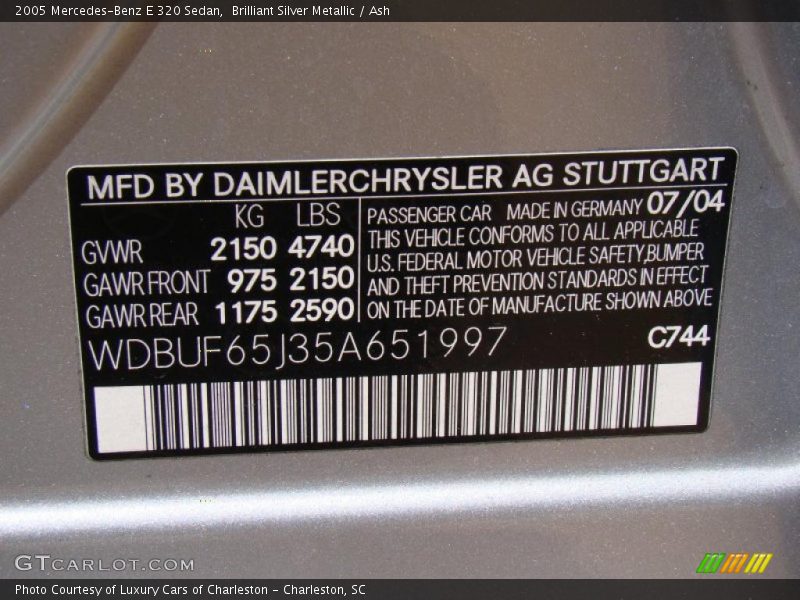 2005 Mercedes-Benz E 320 Sedan, Brilliant Silver Metallic / Ash
MFD BY DAIMLERCHRYSLER AG STUTTGART
KG LBS
GVWR 2150 4740
GAWR FRONT 975 2150
GAWR REAR 1175 2590
PASSENGER CAR MADE IN GERMANY 07/04
THIS VEHICLE CONFORMS TO ALL APPLICABLE
U.S. FEDERAL MOTOR VEHICLE SAFETY,BUMPER
AND THEFT PREVENTION STANDARDS IN EFFECT
ON THE DATE OF MANUFACTURE SHOWN ABOVE
WDBUF65J35A651997 C744
GTCARLOT.COM
Photo Courtesy of Luxury Cars of Charleston - Charleston, SC